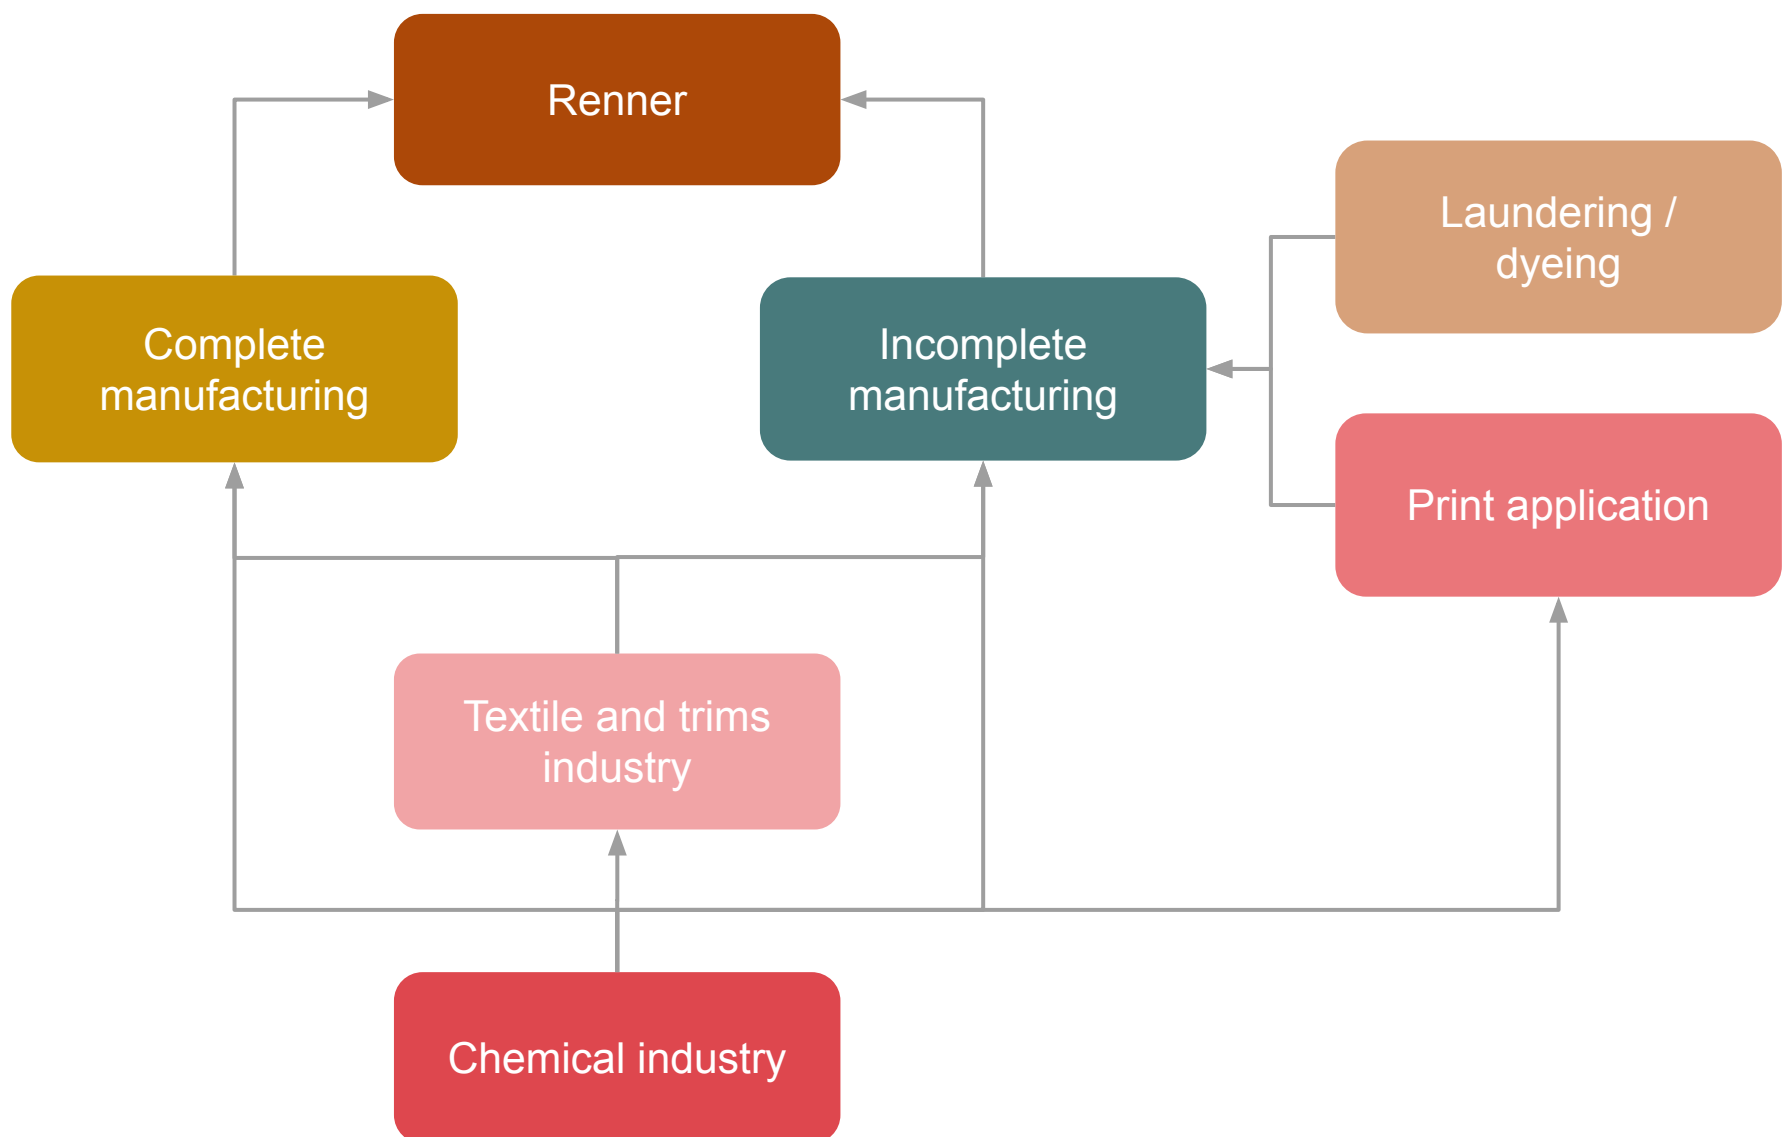 Renner
Laundering /
dyeing
Complete
manufacturing
Incomplete
manufacturing
Print application
Textile and trims
industry
Chemical industry